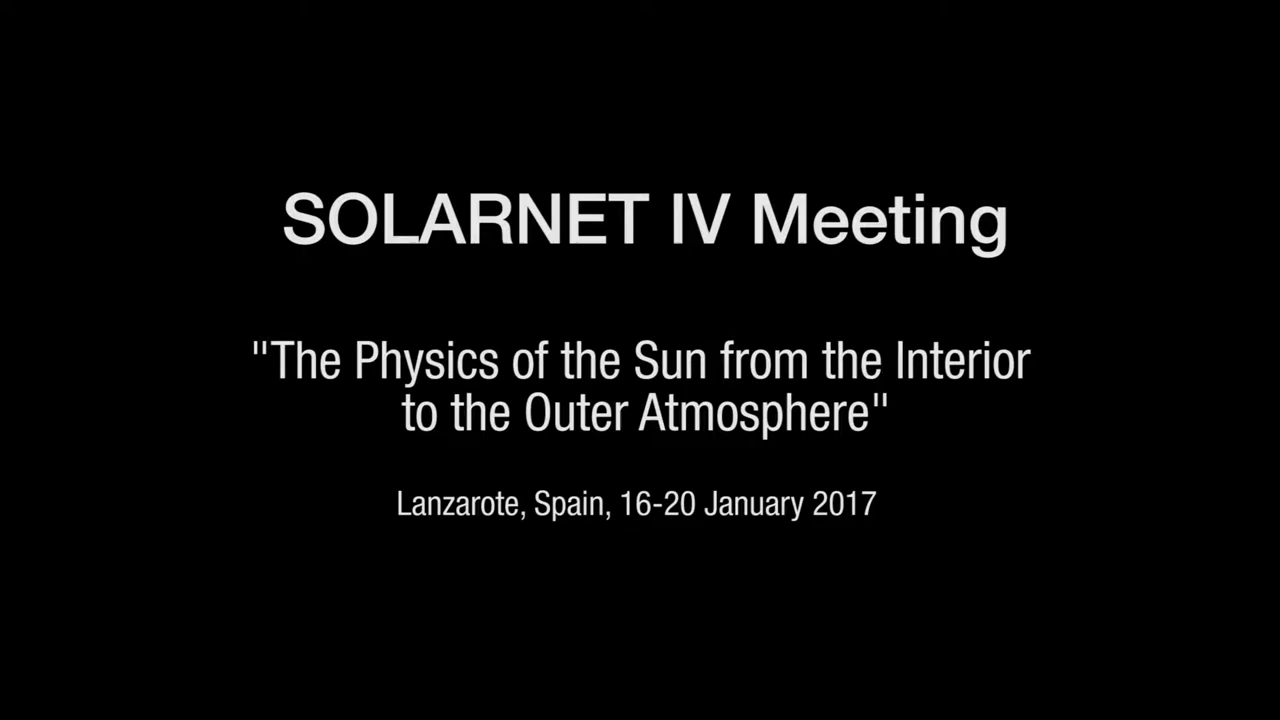 SOLARNET IV Meeting
"The Physics of the Sun from the Interior
to the Outer Atmosphere"
Lanzarote, Spain, 16-20 January 2017